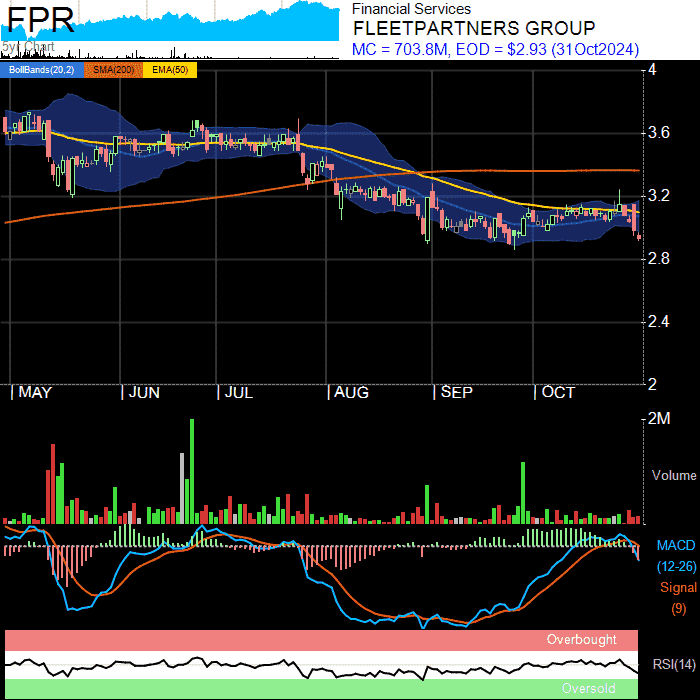 FPR
5yr Chart
Financial Services
FLEETPARTNERS GROUP
MC = 703.8M, EOD = $2.93 (31Oct2024)
BollBands(20,2) SMA(200) EMA(50)
4
3.6
3.2
2.8
2.4
2
MAY JUN JUL AUG SEP OCT
2M
Volume
MACD
(12-26)
Signal
(9)
Overbought
RSI(14)
Oversold